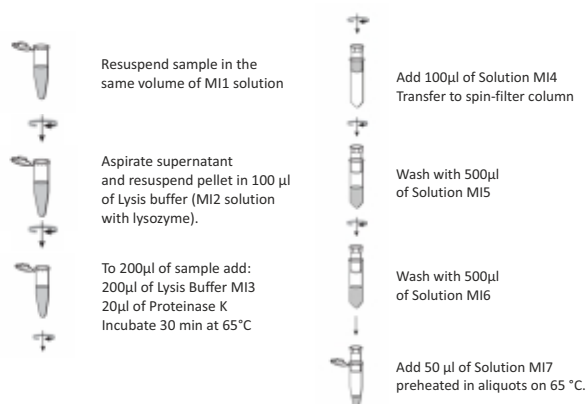 Resuspend sample in the
same volume of MI1 solution
Aspirate supernatant
and resuspend pellet in 100 µl
of Lysis buffer (MI2 solution
with lysozyme).
To 200µl of sample add:
200µl of Lysis Buffer MI3
20µl of Proteinase K
Incubate 30 min at 65°C
Add 100µl of Solution MI4
Transfer to spin-filter column
Wash with 500µl
of Solution MI5
Wash with 500µl
of Solution MI6
Add 50 µl of Solution MI7
preheated in aliquots on 65 °C.